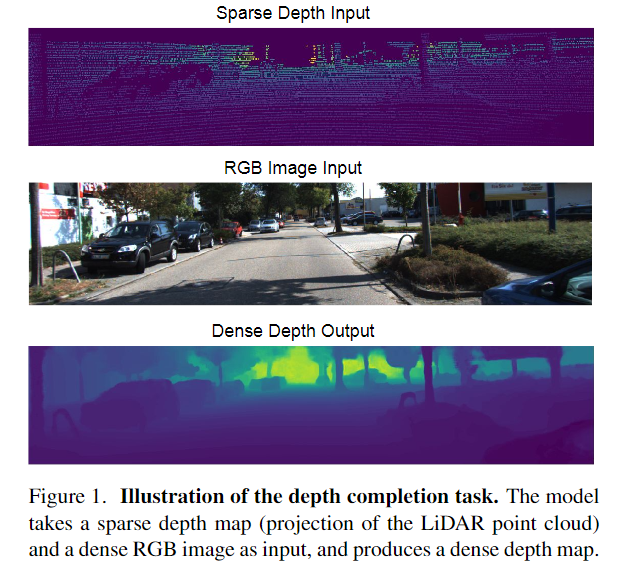 Sparse Depth Input
RGB Image Input
Dense Depth Output
Figure 1. Illustration of the depth completion task. The model
takes a sparse depth map (projection of the LiDAR point cloud)
and a dense RGB image as input, and produces a dense depth map.